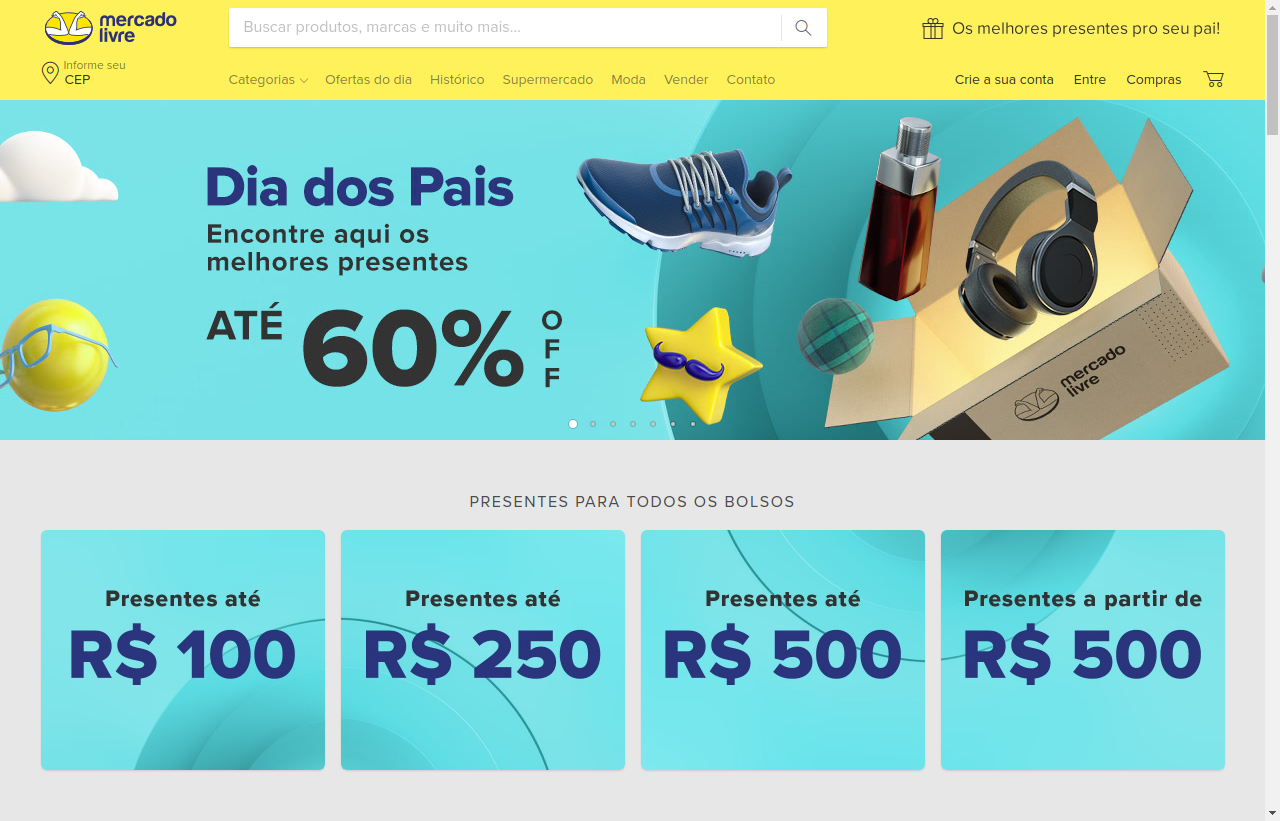 mercado
livre
Buscar produtos, marcas e muito mais...
Os melhores presentes pro seu pai!
Informe seu
CEP
Categorias
Ofertas do dia
Histórico
Supermercado
Moda
Vender
Contato
Crie a sua conta
Entre
Compras
Dia dos Pais
Encontre aqui os
melhores presentes
ATÉ 60% OFF
mercado
livre
PRESENTES PARA TODOS OS BOLSOS
Presentes até
R$ 100
Presentes até
R$ 250
Presentes até
R$ 500
Presentes a partir de
R$ 500